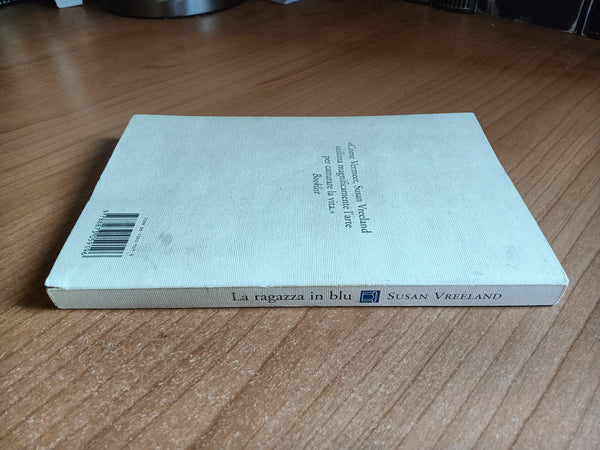 «Come Vermeer, Susan Vreeland
utilizza magnificamente l'arte
per catturare la vita.»
Booklist
La ragazza in blu SUSAN VREELAND